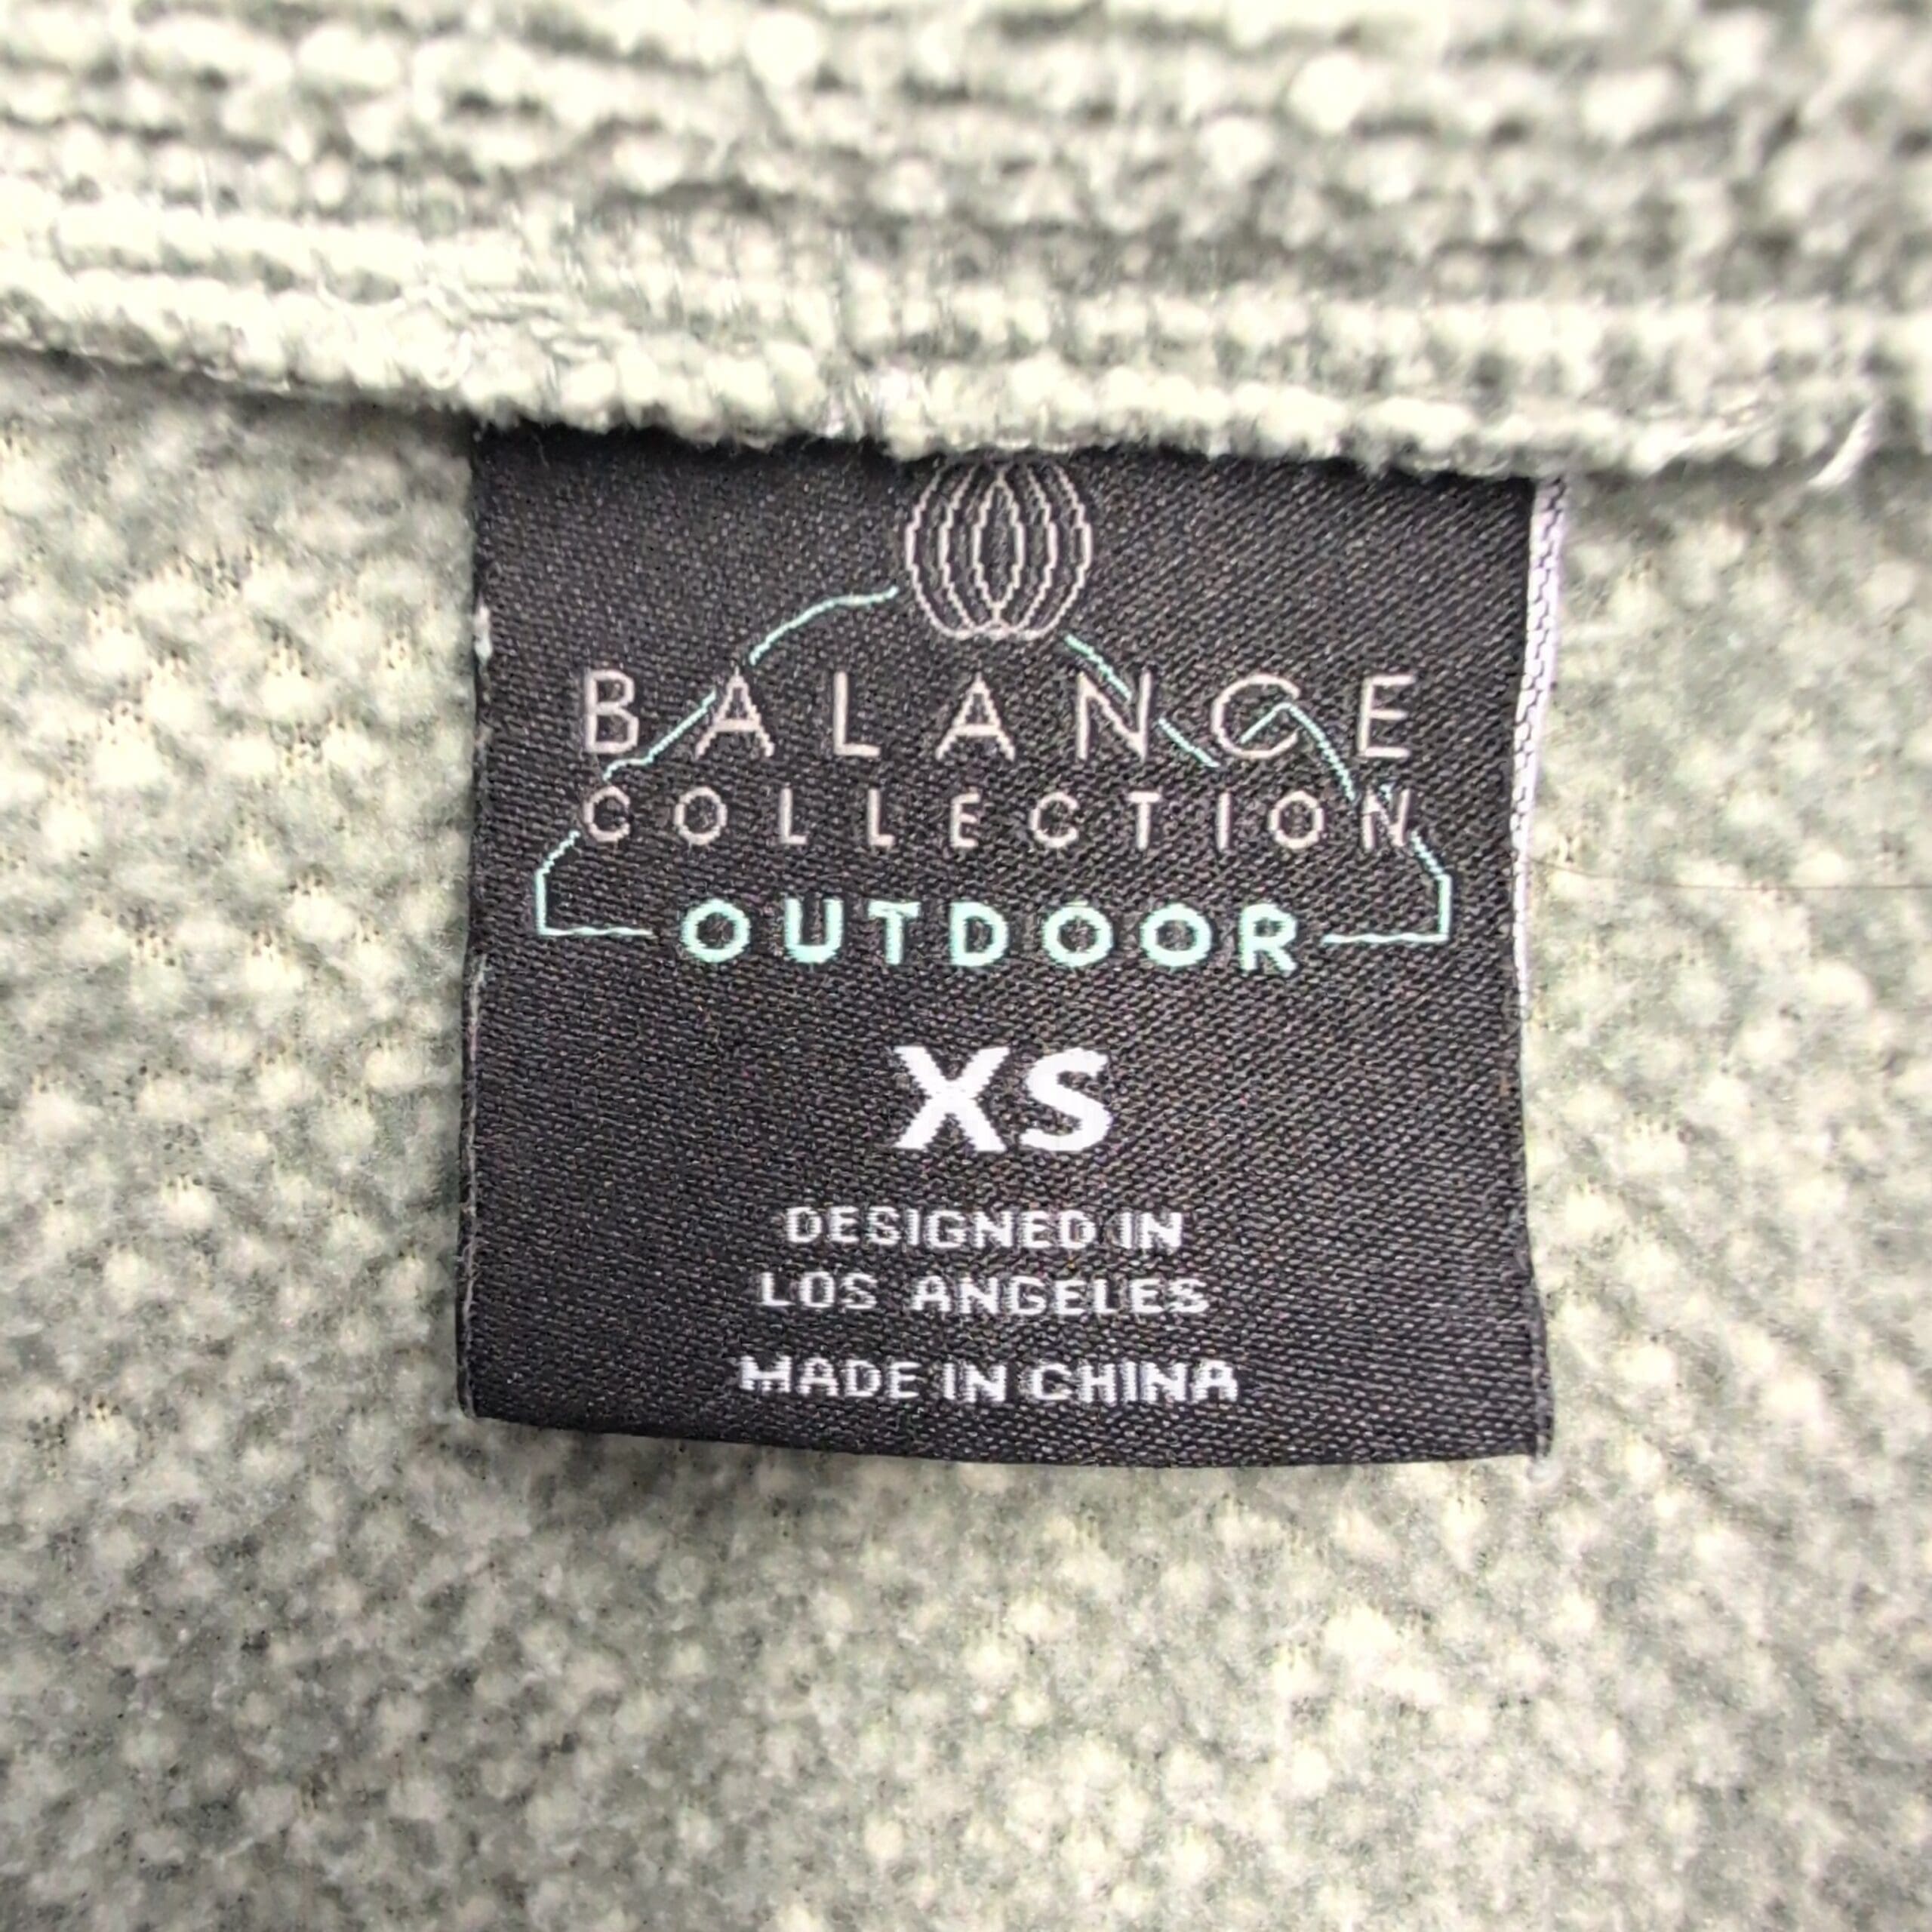 BALANCE
COLLECTION
OUTDOOR
XS
DESIGNED IN
LOS ANGELES
MADE IN CHINA